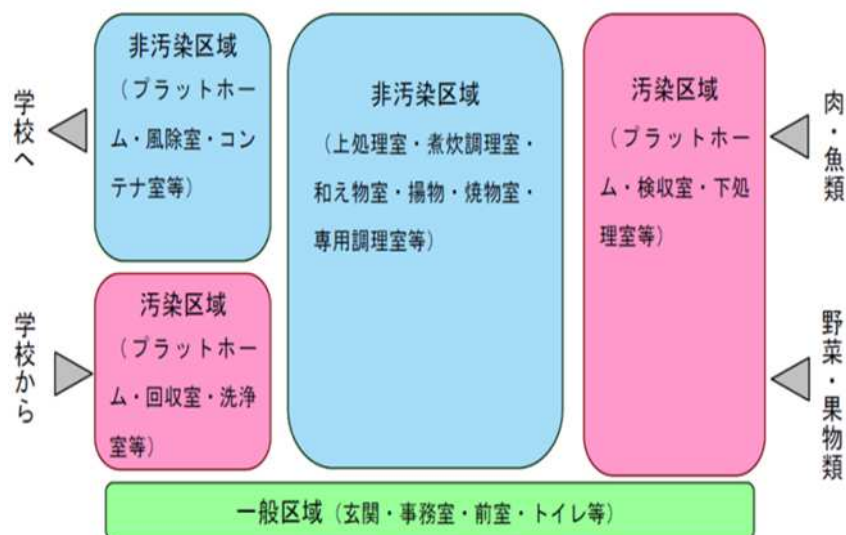 学校へ
非汚染区域
（プラットホー
ム・風除室・コン
テナ室等）
非汚染区域
（上処理室・煮炊調理室・
和え物室・揚物・焼物室・
専用調理室等）
汚染区域
（プラットホー
ム・検収室・下処
理室等）
肉・魚類
学校から
汚染区域
（プラットホー
ム・回収室・洗浄
室等）
野菜・果物類
一般区域（玄関・事務室・前室・トイレ等）